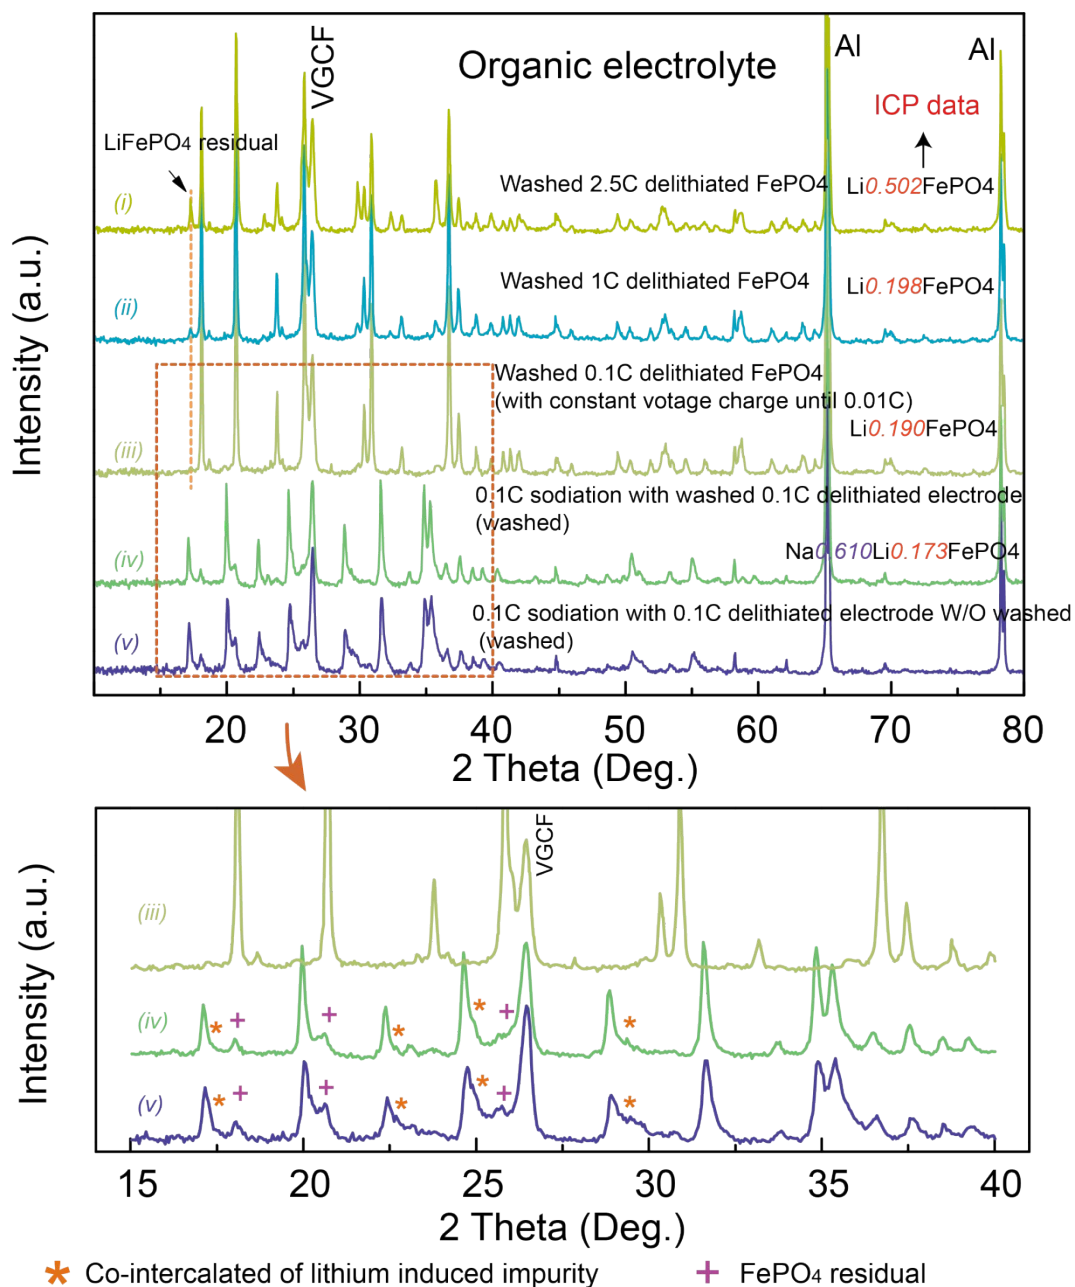 Organic electrolyte
VGCF
Al
Al
ICP data
LiFePO4 residual
(i)
Washed 2.5C delithiated FePO4
Li0.502FePO4
(ii)
Washed 1C delithiated FePO4
Li0.198FePO4
Washed 0.1C delithiated FePO4
(with constant votage charge until 0.01C)
(iii)
Li0.190FePO4
0.1C sodiation with washed 0.1C delithiated electrode
(washed)
(iv)
Na0.610Li0.173FePO4
0.1C sodiation with 0.1C delithiated electrode W/O washed
(washed)
(v)
Intensity (a.u.)
20 30 40 50 60 70 80
2 Theta (Deg.)
VGCF
(iii)
(iv)
(v)
Intensity (a.u.)
15 20 25 30 35 40
2 Theta (Deg.)
* Co-intercalated of lithium induced impurity + FePO4 residual